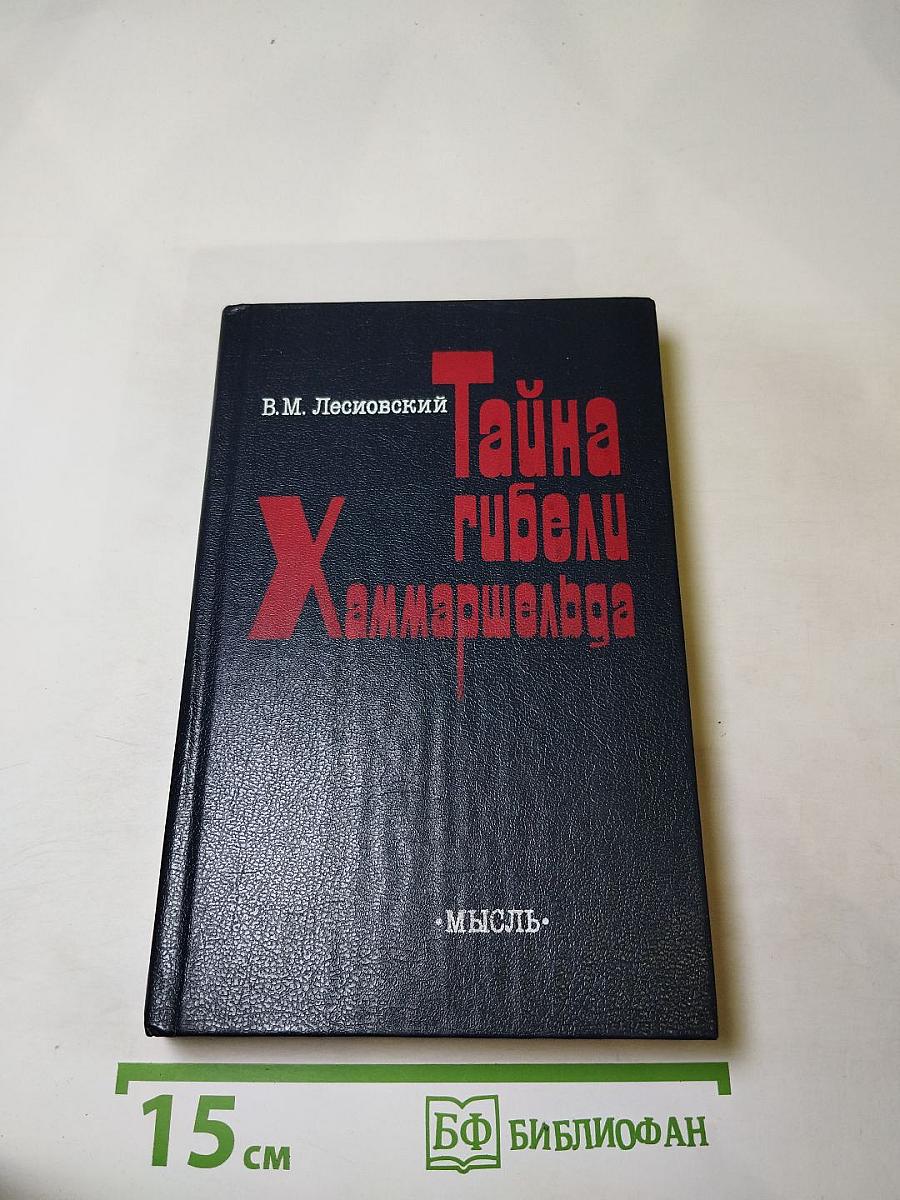 В.М. Лесиовский
Тайна
гибели
Хаммаршельда
·МЫСЛЬ·
15 см
БФ БИБЛИОФАН